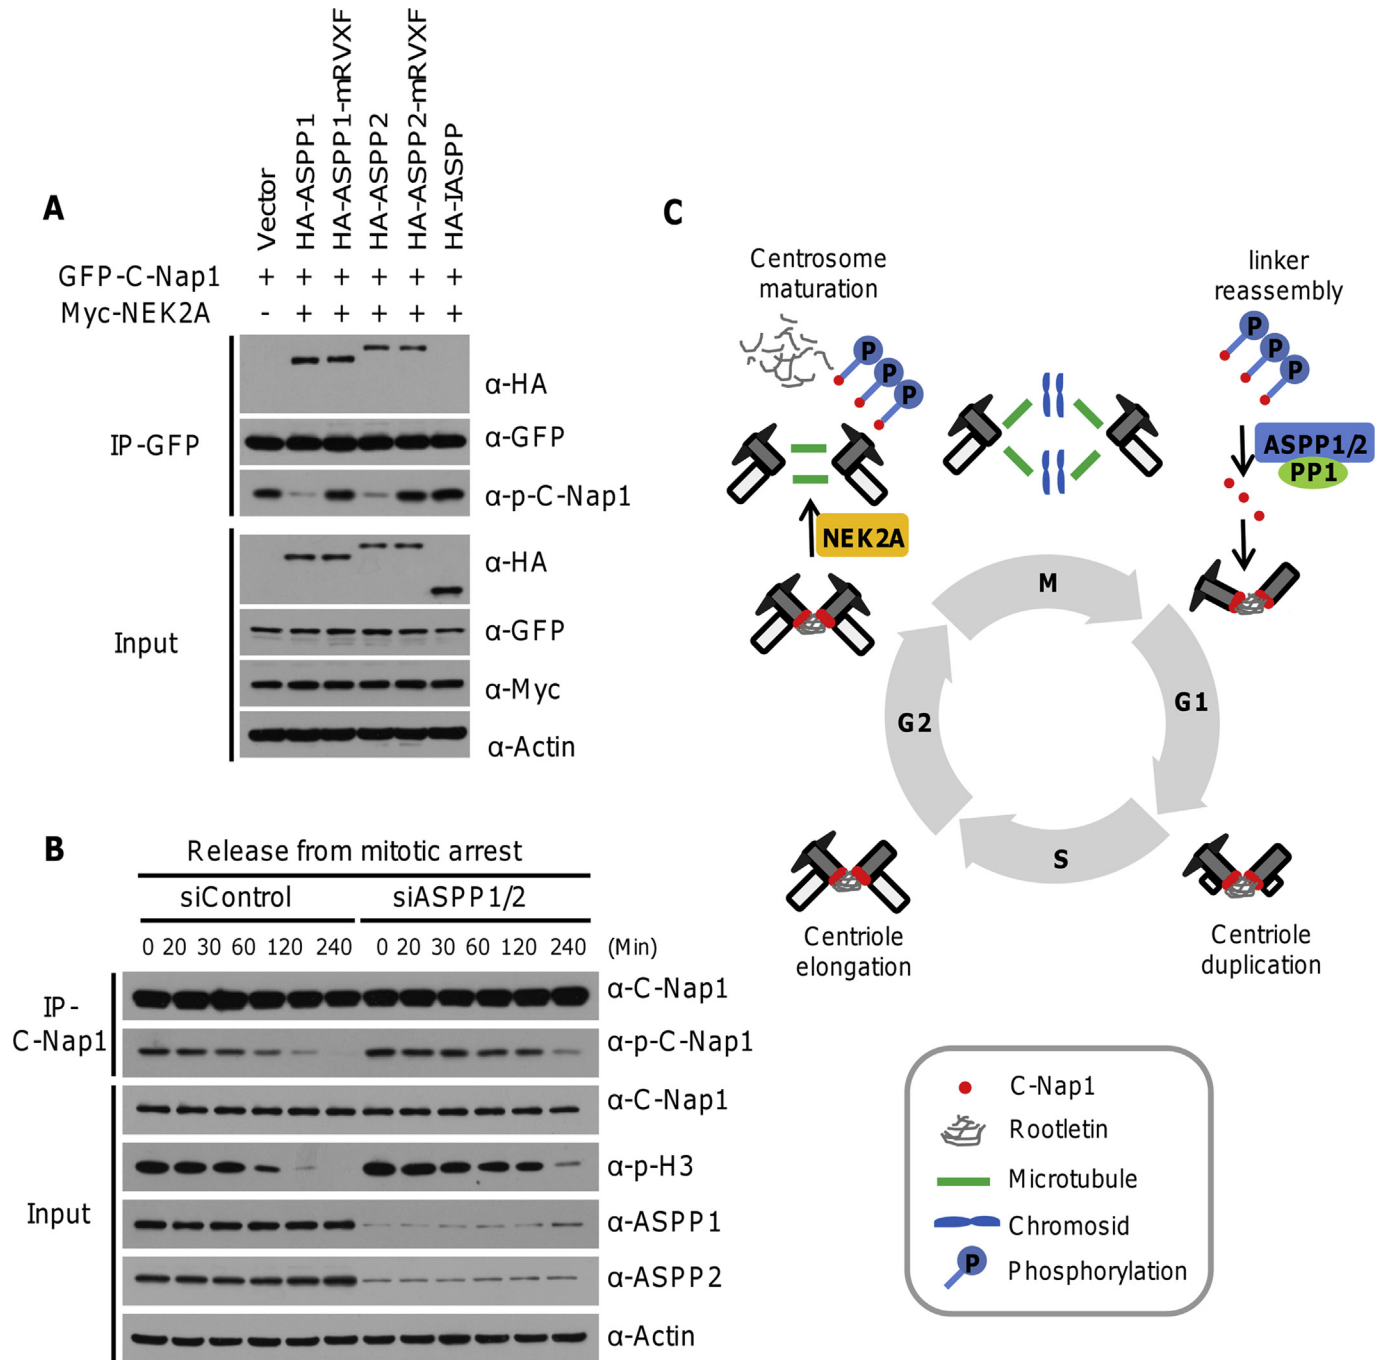 A
Vector
HA-ASPP1
HA-ASPP1-mRVXF
HA-ASPP2
HA-ASPP2-mRVXF
HA-IASPP
GFP-C-Nap1 + + + + + +
Myc-NEK2A - + + + + +
IP-GFP
α-HA
α-GFP
α-p-C-Nap1
Input
α-HA
α-GFP
α-Myc
α-Actin
B
Release from mitotic arrest
siControl siASPP1/2
0 20 30 60 120 240 0 20 30 60 120 240 (Min)
IP-
C-Nap1
α-C-Nap1
α-p-C-Nap1
Input
α-C-Nap1
α-p-H3
α-ASPP1
α-ASPP2
α-Actin
C
Centrosome
maturation
P
P
P
NEK2A
linker
reassembly
P
P
P
ASPP1/2
PP1
M
G1
S
G2
Centriole
elongation
Centriole
duplication
C-Nap1
Rootletin
Microtubule
Chromosid
P Phosphorylation